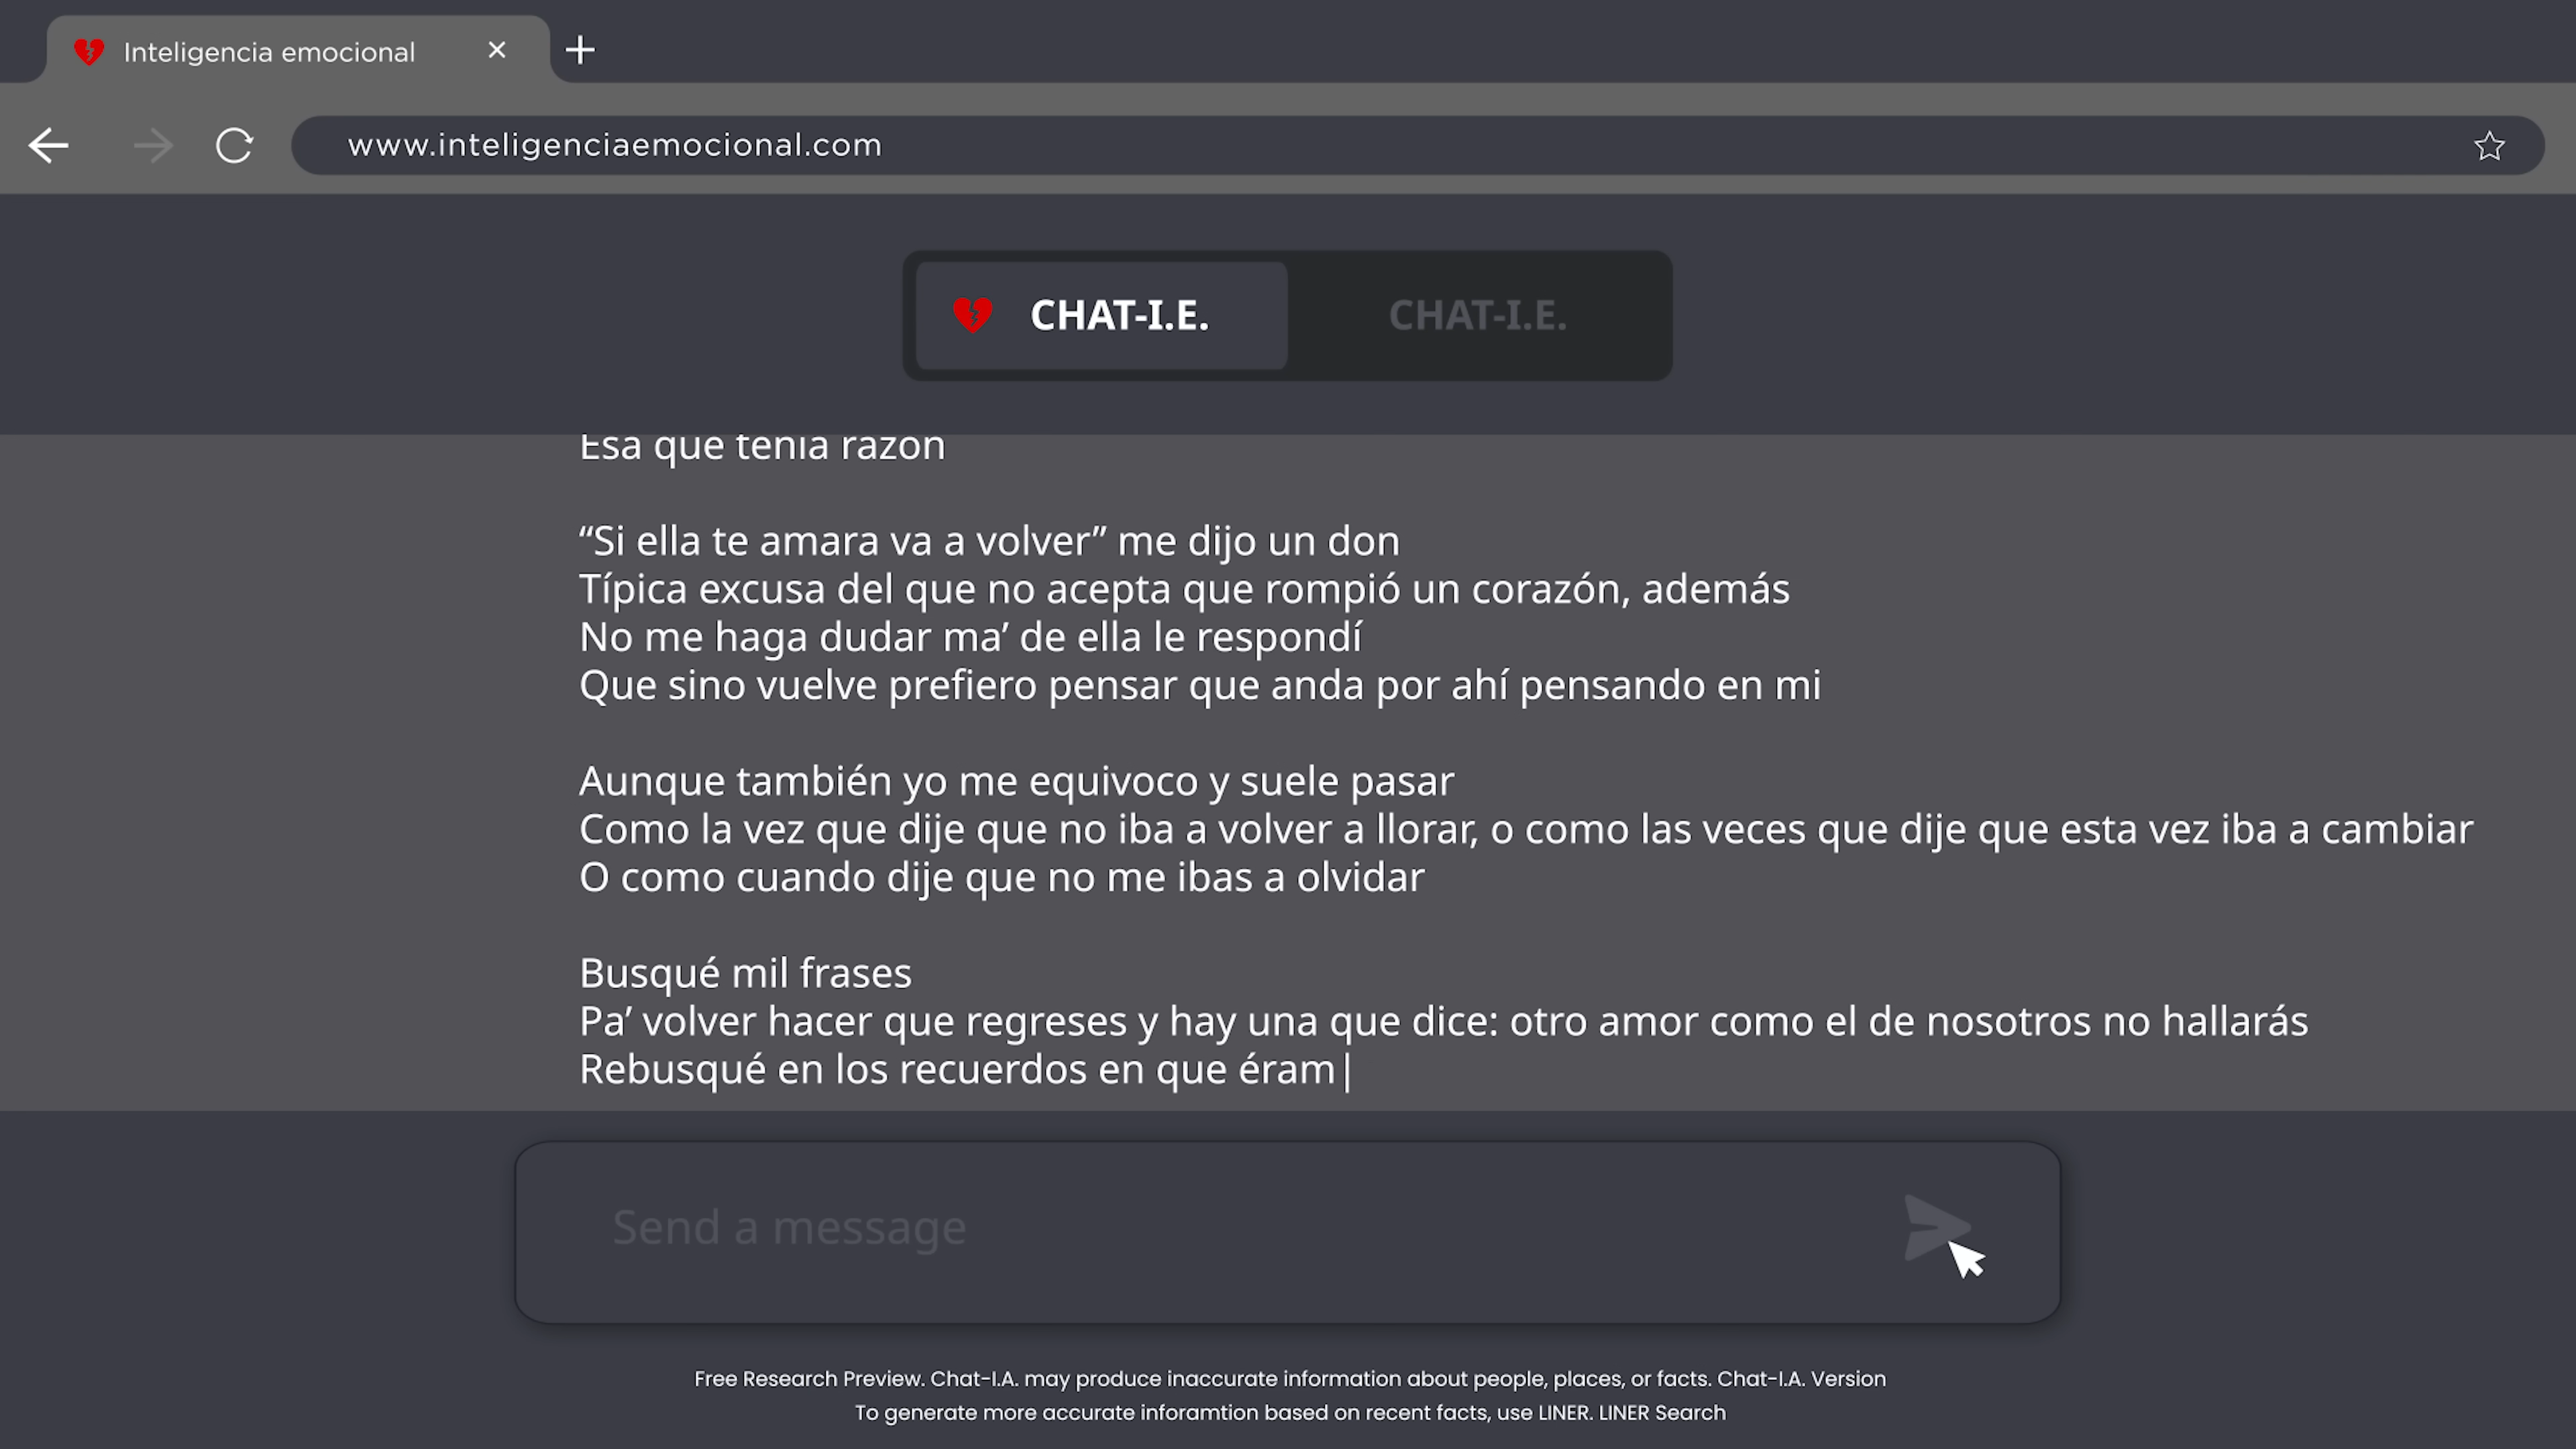 Inteligencia emocional
www.inteligenciaemocional.com
CHAT-I.E.
CHAT-I.E.
Esa que tenía razón
“Si ella te amara va a volver” me dijo un don
Típica excusa del que no acepta que rompió un corazón, además
No me haga dudar ma’ de ella le respondí
Que sino vuelve prefiero pensar que anda por ahí pensando en mi
Aunque también yo me equivoco y suele pasar
Como la vez que dije que no iba a volver a llorar, o como las veces que dije que esta vez iba a cambiar
O como cuando dije que no me ibas a olvidar
Busqué mil frases
Pa’ volver hacer que regreses y hay una que dice: otro amor como el de nosotros no hallarás
Rebusqué en los recuerdos en que éram|
Send a message
Free Research Preview. Chat-I.A. may produce inaccurate information about people, places, or facts. Chat-I.A. Version
To generate more accurate inforamtion based on recent facts, use LINER. LINER Search